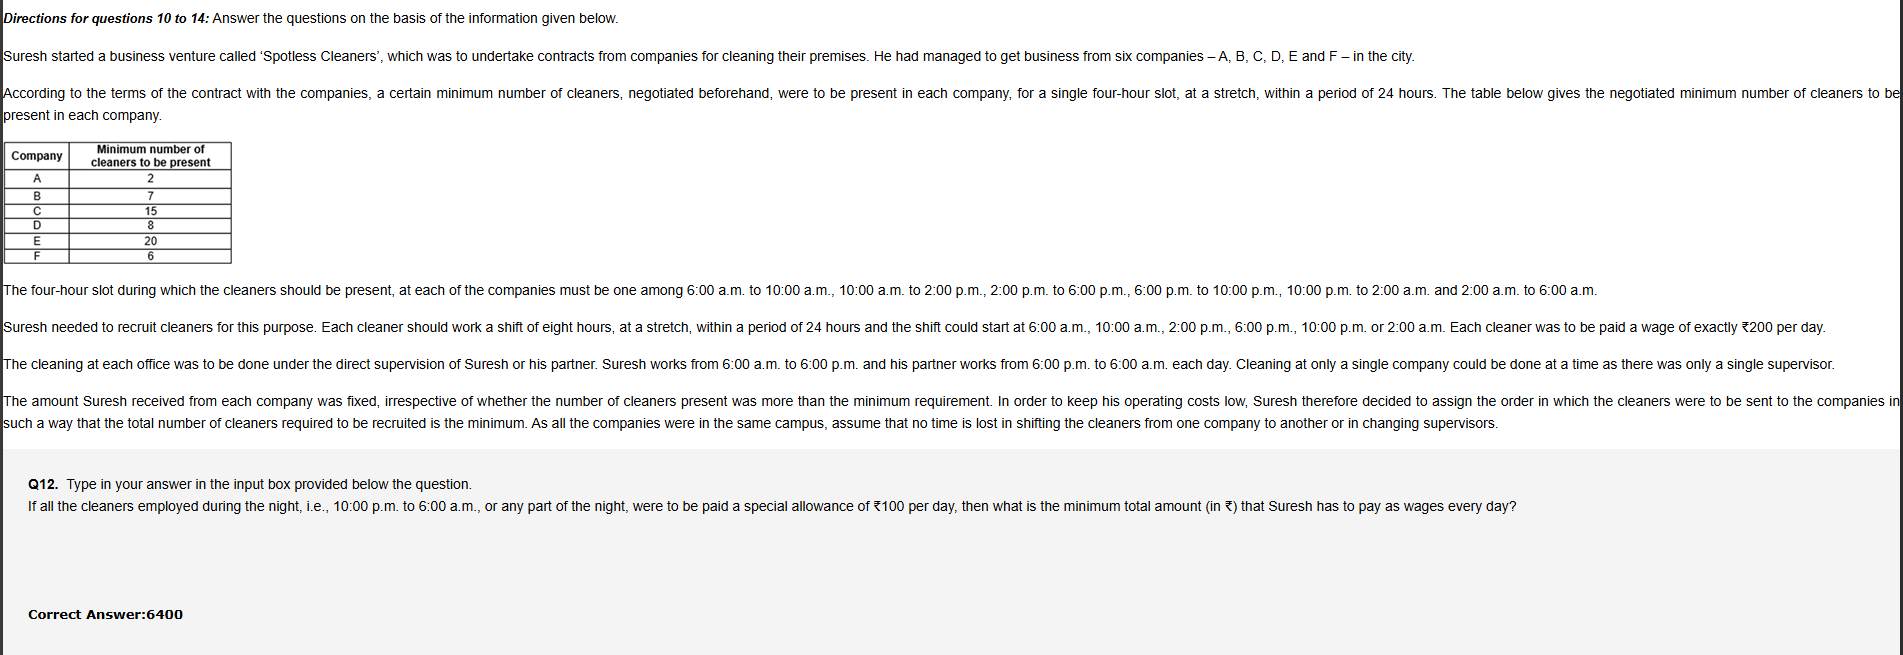 Directions for questions 10 to 14: Answer the questions on the basis of the information given below.
Suresh started a business venture called ‘Spotless Cleaners’, which was to undertake contracts from companies for cleaning their premises. He had managed to get business from six companies – A, B, C, D, E and F – in the city.
According to the terms of the contract with the companies, a certain minimum number of cleaners, negotiated beforehand, were to be present in each company, for a single four-hour slot, at a stretch, within a period of 24 hours. The table below gives the negotiated minimum number of cleaners to be
present in each company.
Company Minimum number of
cleaners to be present
A 2
B 7
C 15
D 8
E 20
F 6
The four-hour slot during which the cleaners should be present, at each of the companies must be one among 6:00 a.m. to 10:00 a.m., 10:00 a.m. to 2:00 p.m., 2:00 p.m. to 6:00 p.m., 6:00 p.m. to 10:00 p.m., 10:00 p.m. to 2:00 a.m. and 2:00 a.m. to 6:00 a.m.
Suresh needed to recruit cleaners for this purpose. Each cleaner should work a shift of eight hours, at a stretch, within a period of 24 hours and the shift could start at 6:00 a.m., 10:00 a.m., 2:00 p.m., 6:00 p.m., 10:00 p.m. or 2:00 a.m. Each cleaner was to be paid a wage of exactly ₹200 per day.
The cleaning at each office was to be done under the direct supervision of Suresh or his partner. Suresh works from 6:00 a.m. to 6:00 p.m. and his partner works from 6:00 p.m. to 6:00 a.m. each day. Cleaning at only a single company could be done at a time as there was only a single supervisor.
The amount Suresh received from each company was fixed, irrespective of whether the number of cleaners present was more than the minimum requirement. In order to keep his operating costs low, Suresh therefore decided to assign the order in which the cleaners were to be sent to the companies in
such a way that the total number of cleaners required to be recruited is the minimum. As all the companies were in the same campus, assume that no time is lost in shifting the cleaners from one company to another or in changing supervisors.
Q12. Type in your answer in the input box provided below the question.
If all the cleaners employed during the night, i.e., 10:00 p.m. to 6:00 a.m., or any part of the night, were to be paid a special allowance of ₹100 per day, then what is the minimum total amount (in ₹) that Suresh has to pay as wages every day?
Correct Answer:6400